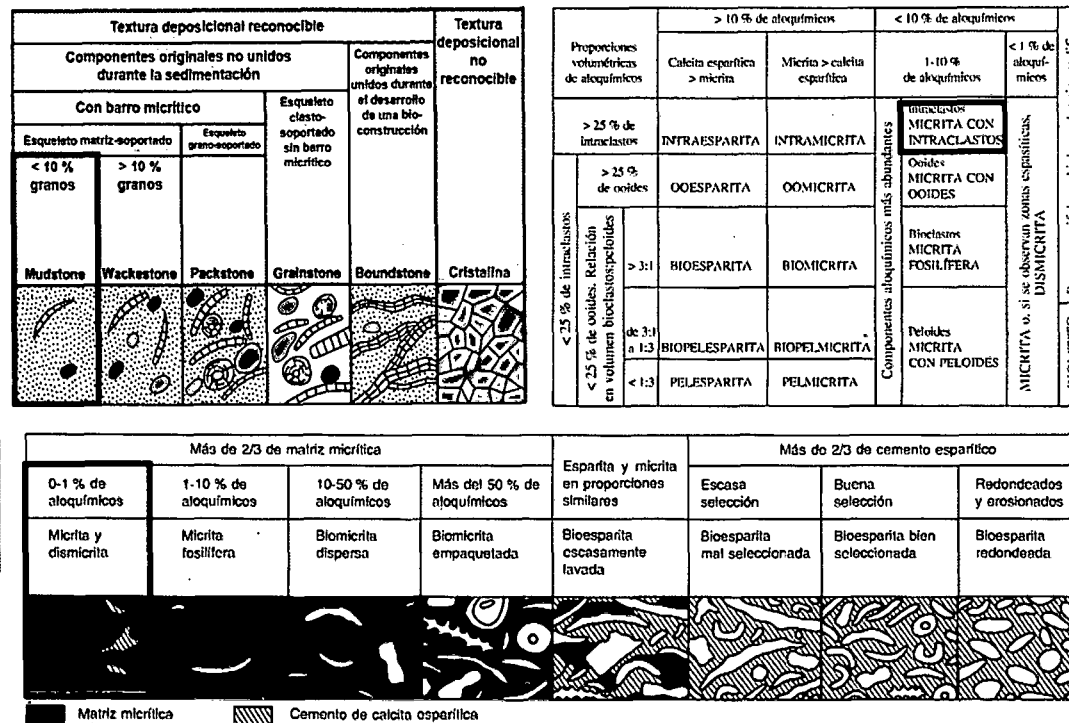 Textura deposicional reconocible
Textura
deposicional
no
reconocible
Componentes originales no unidos
durante la sedimentación
Componentes
originales
unidos durante
el desarrollo
de una bio-
construcción
Con barro micrítico
Esqueleto
clasto-
soportado
sin barro
micrítico
Esqueleto matriz-soportado
Esqueleto
grano-soportado
< 10 %
granos
> 10 %
granos
Mudstone
Wackestone
Packstone
Grainstone
Boundstone
Cristalina
Proporciones
volumétricas
de aloquímicos
> 10 % de aloquímicos
< 10 % de aloquímicos
Calcita esparítica
> micrita
Micrita > calcita
esparítica
1-10 %
de aloquímicos
< 1 % de
aloquí-
micos
> 25 % de
intraclastos
INTRAESPARITA
INTRAMICRITA
Componentes aloquímicos más abundantes
Intraclastos
MICRITA CON
INTRACLASTOS
MICRITA o, si se observan zonas espasíticas,
DISMICRITA
< 25 % de intraclastos
> 25 %
de ooides
OOESPARITA
OOMICRITA
Ooides
MICRITA CON
OOIDES
< 25 % de ooides. Relación
en volumen bioclastos:peloides
> 3:1
BIOESPARITA
BIOMICRITA
Bioclastos
MICRITA
FOSILÍFERA
de 3:1
a 1:3
BIOPELESPARITA
BIOPELMICRITA
Peloides
MICRITA
CON PELOIDES
< 1:3
PELESPARITA
PELMICRITA
Más de 2/3 de matriz micrítica
Esparita y micrita
en proporciones
similares
Más de 2/3 de cemento esparítico
0-1 % de
aloquímicos
1-10 % de
aloquímicos
10-50 % de
aloquímicos
Más del 50 % de
aloquímicos
Escasa
selección
Buena
selección
Redondeados
y erosionados
Micrita y
dismicrita
Micrita
fosilífera
Biomicrita
dispersa
Biomicrita
empaquetada
Bioesparita
escasamente
lavada
Bioesparita
mal seleccionada
Bioesparita bien
seleccionada
Bioesparita
redondeada
Matriz micrítica
Cemento de calcita esparítica